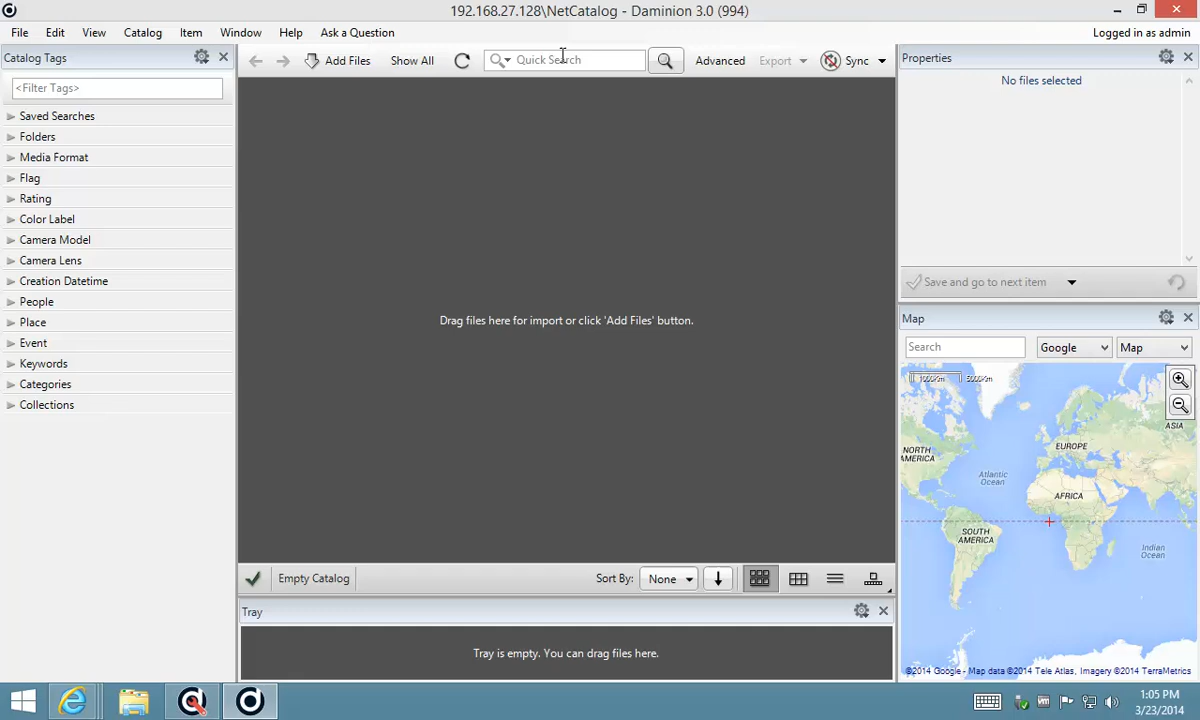 192.168.27.128\NetCatalog - Daminion 3.0 (994)
File Edit View Catalog Item Window Help Ask a Question
Logged in as admin
Catalog Tags
Add Files
Show All
Quick Search
Advanced
Export
Sync
Properties
No files selected
<Filter Tags>
Saved Searches
Folders
Media Format
Flag
Rating
Color Label
Camera Model
Camera Lens
Creation Datetime
People
Place
Event
Keywords
Categories
Collections
Drag files here for import or click 'Add Files' button.
Save and go to next item
Map
Search
Google
Map
1000Km 5000Km
ASIA
NORTH
AMERICA
EUROPE
Atlantic
Ocean
AFRICA
SOUTH
AMERICA
Indian
Ocean
©2014 Google - Map data ©2014 Tele Atlas, Imagery ©2014 TerraMetrics
Empty Catalog
Sort By:
None
Tray
Tray is empty. You can drag files here.
1:05 PM
3/23/2014